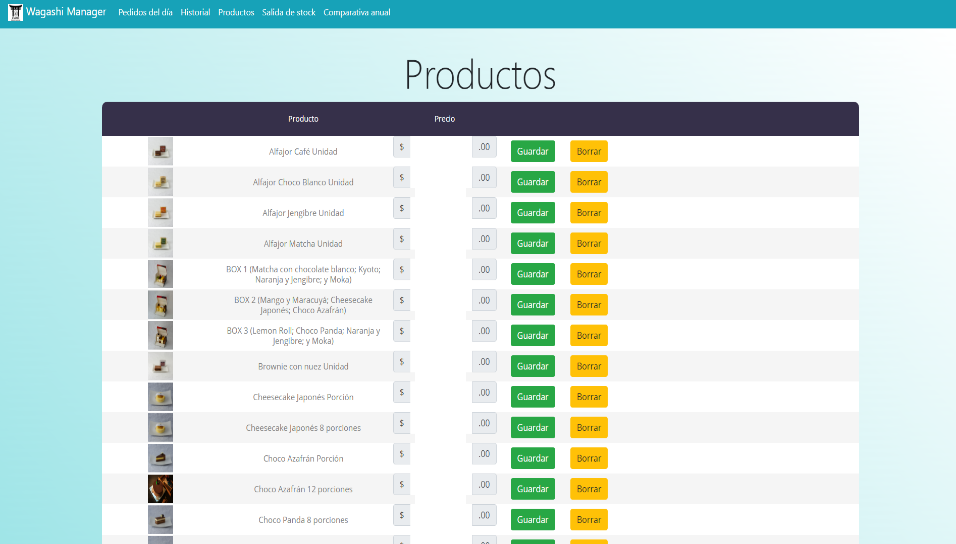 Wagashi Manager Pedidos del día Historial Productos Salida de stock Comparativa anual
Productos
Producto Precio
Alfajor Café Unidad $ .00 Guardar Borrar
Alfajor Choco Blanco Unidad $ .00 Guardar Borrar
Alfajor Jengibre Unidad $ .00 Guardar Borrar
Alfajor Matcha Unidad $ .00 Guardar Borrar
BOX 1 (Matcha con chocolate blanco; Kyoto;
Naranja y Jengibre; y Moka) $ .00 Guardar Borrar
BOX 2 (Mango y Maracuyá; Cheesecake
Japonés; Choco Azafrán) $ .00 Guardar Borrar
BOX 3 (Lemon Roll; Choco Panda; Naranja y
Jengibre; y Moka) $ .00 Guardar Borrar
Brownie con nuez Unidad $ .00 Guardar Borrar
Cheesecake Japonés Porción $ .00 Guardar Borrar
Cheesecake Japonés 8 porciones $ .00 Guardar Borrar
Choco Azafrán Porción $ .00 Guardar Borrar
Choco Azafrán 12 porciones $ .00 Guardar Borrar
Choco Panda 8 porciones $ .00 Guardar Borrar